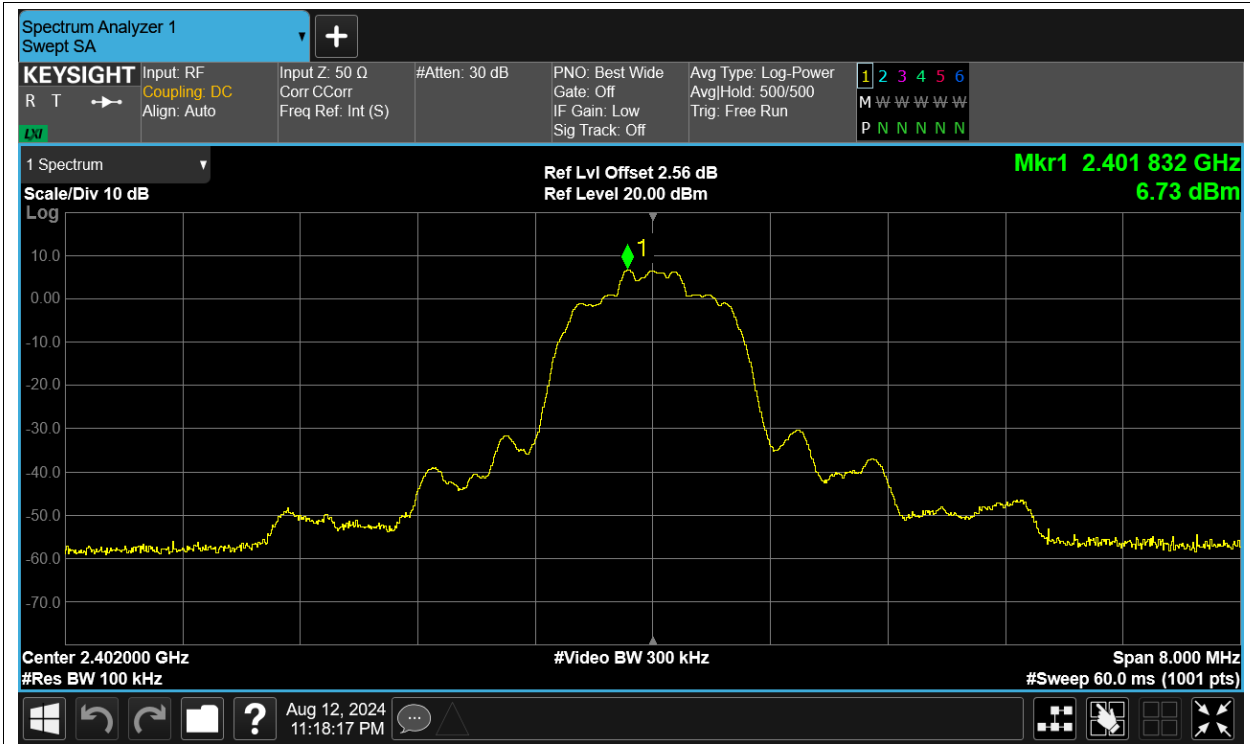 Spectrum Analyzer 1
Swept SA
KEYSIGHT
R T
LXI
Input: RF
Coupling: DC
Align: Auto
Input Z: 50 Ω
Corr CCorr
Freq Ref: Int (S)
#Atten: 30 dB
PNO: Best Wide
Gate: Off
IF Gain: Low
Sig Track: Off
Avg Type: Log-Power
Avg|Hold: 500/500
Trig: Free Run
1 2 3 4 5 6
M W W W W W
P N N N N N
1 Spectrum
Scale/Div 10 dB
Log
Ref Lvl Offset 2.56 dB
Ref Level 20.00 dBm
Mkr1 2.401 832 GHz
6.73 dBm
1
10.0
0.00
-10.0
-20.0
-30.0
-40.0
-50.0
-60.0
-70.0
Center 2.402000 GHz
#Res BW 100 kHz
#Video BW 300 kHz
Span 8.000 MHz
#Sweep 60.0 ms (1001 pts)
?
Aug 12, 2024
11:18:17 PM